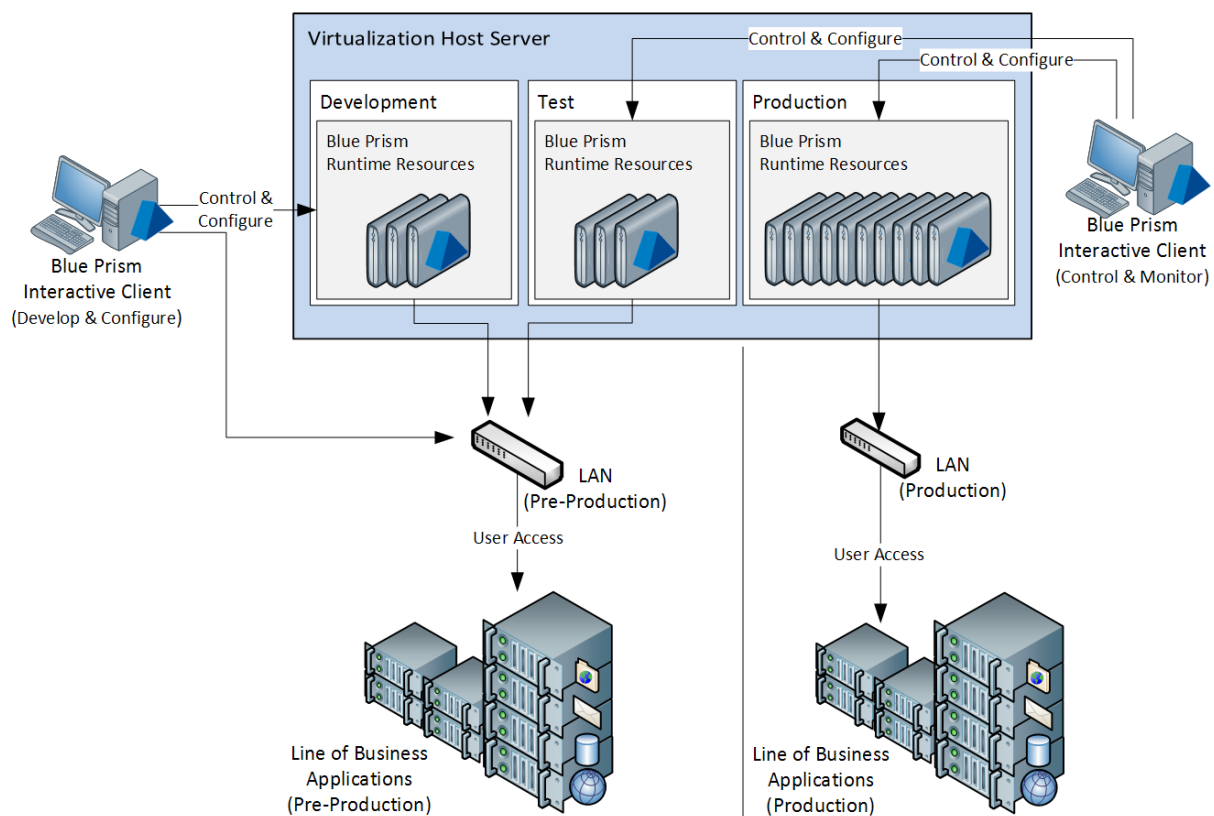 Virtualization Host Server
Control & Configure
Control & Configure
Development
Test
Production
Blue Prism
Runtime Resources
Blue Prism
Runtime Resources
Blue Prism
Runtime Resources
Control &
Configure
Blue Prism
Interactive Client
(Develop & Configure)
Blue Prism
Interactive Client
(Control & Monitor)
LAN
(Pre-Production)
LAN
(Production)
User Access
User Access
Line of Business
Applications
(Pre-Production)
Line of Business
Applications
(Production)